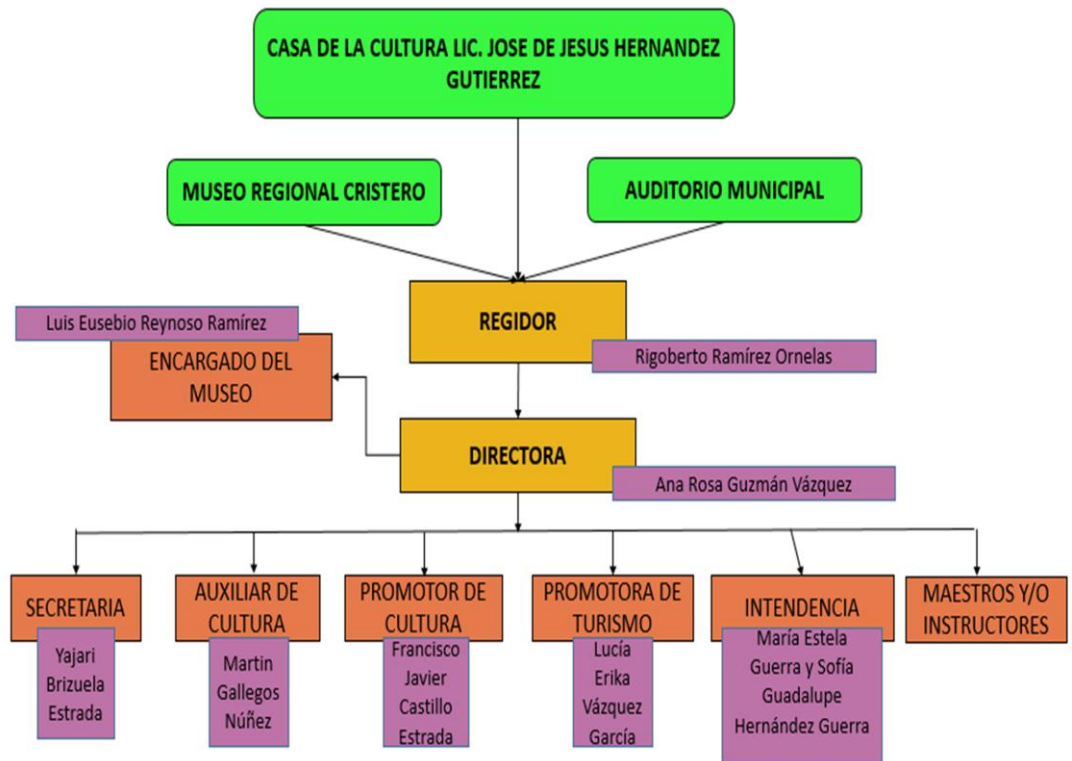 CASA DE LA CULTURA LIC. JOSE DE JESUS HERNANDEZ
GUTIERREZ
MUSEO REGIONAL CRISTERO
AUDITORIO MUNICIPAL
REGIDOR
Rigoberto Ramírez Ornelas
Luis Eusebio Reynoso Ramírez
ENCARGADO DEL
MUSEO
DIRECTORA
Ana Rosa Guzmán Vázquez
SECRETARIA
Yajari
Brizuela
Estrada
AUXILIAR DE
CULTURA
Martin
Gallegos
Núñez
PROMOTOR DE
CULTURA
Francisco
Javier
Castillo
Estrada
PROMOTORA DE
TURISMO
Lucía
Erika
Vázquez
García
INTENDENCIA
María Estela
Guerra y Sofía
Guadalupe
Hernández Guerra
MAESTROS Y/O
INSTRUCTORES